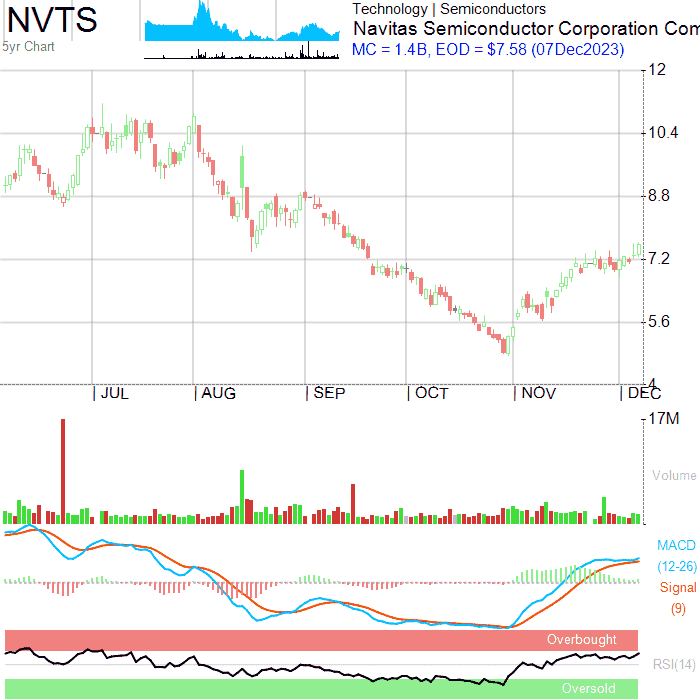 NVTS
5yr Chart
Technology | Semiconductors
Navitas Semiconductor Corporation Com
MC = 1.4B, EOD = $7.58 (07Dec2023)
12
10.4
8.8
7.2
5.6
4
JUL AUG SEP OCT NOV DEC
17M
Volume
MACD
(12-26)
Signal
(9)
Overbought
RSI(14)
Oversold